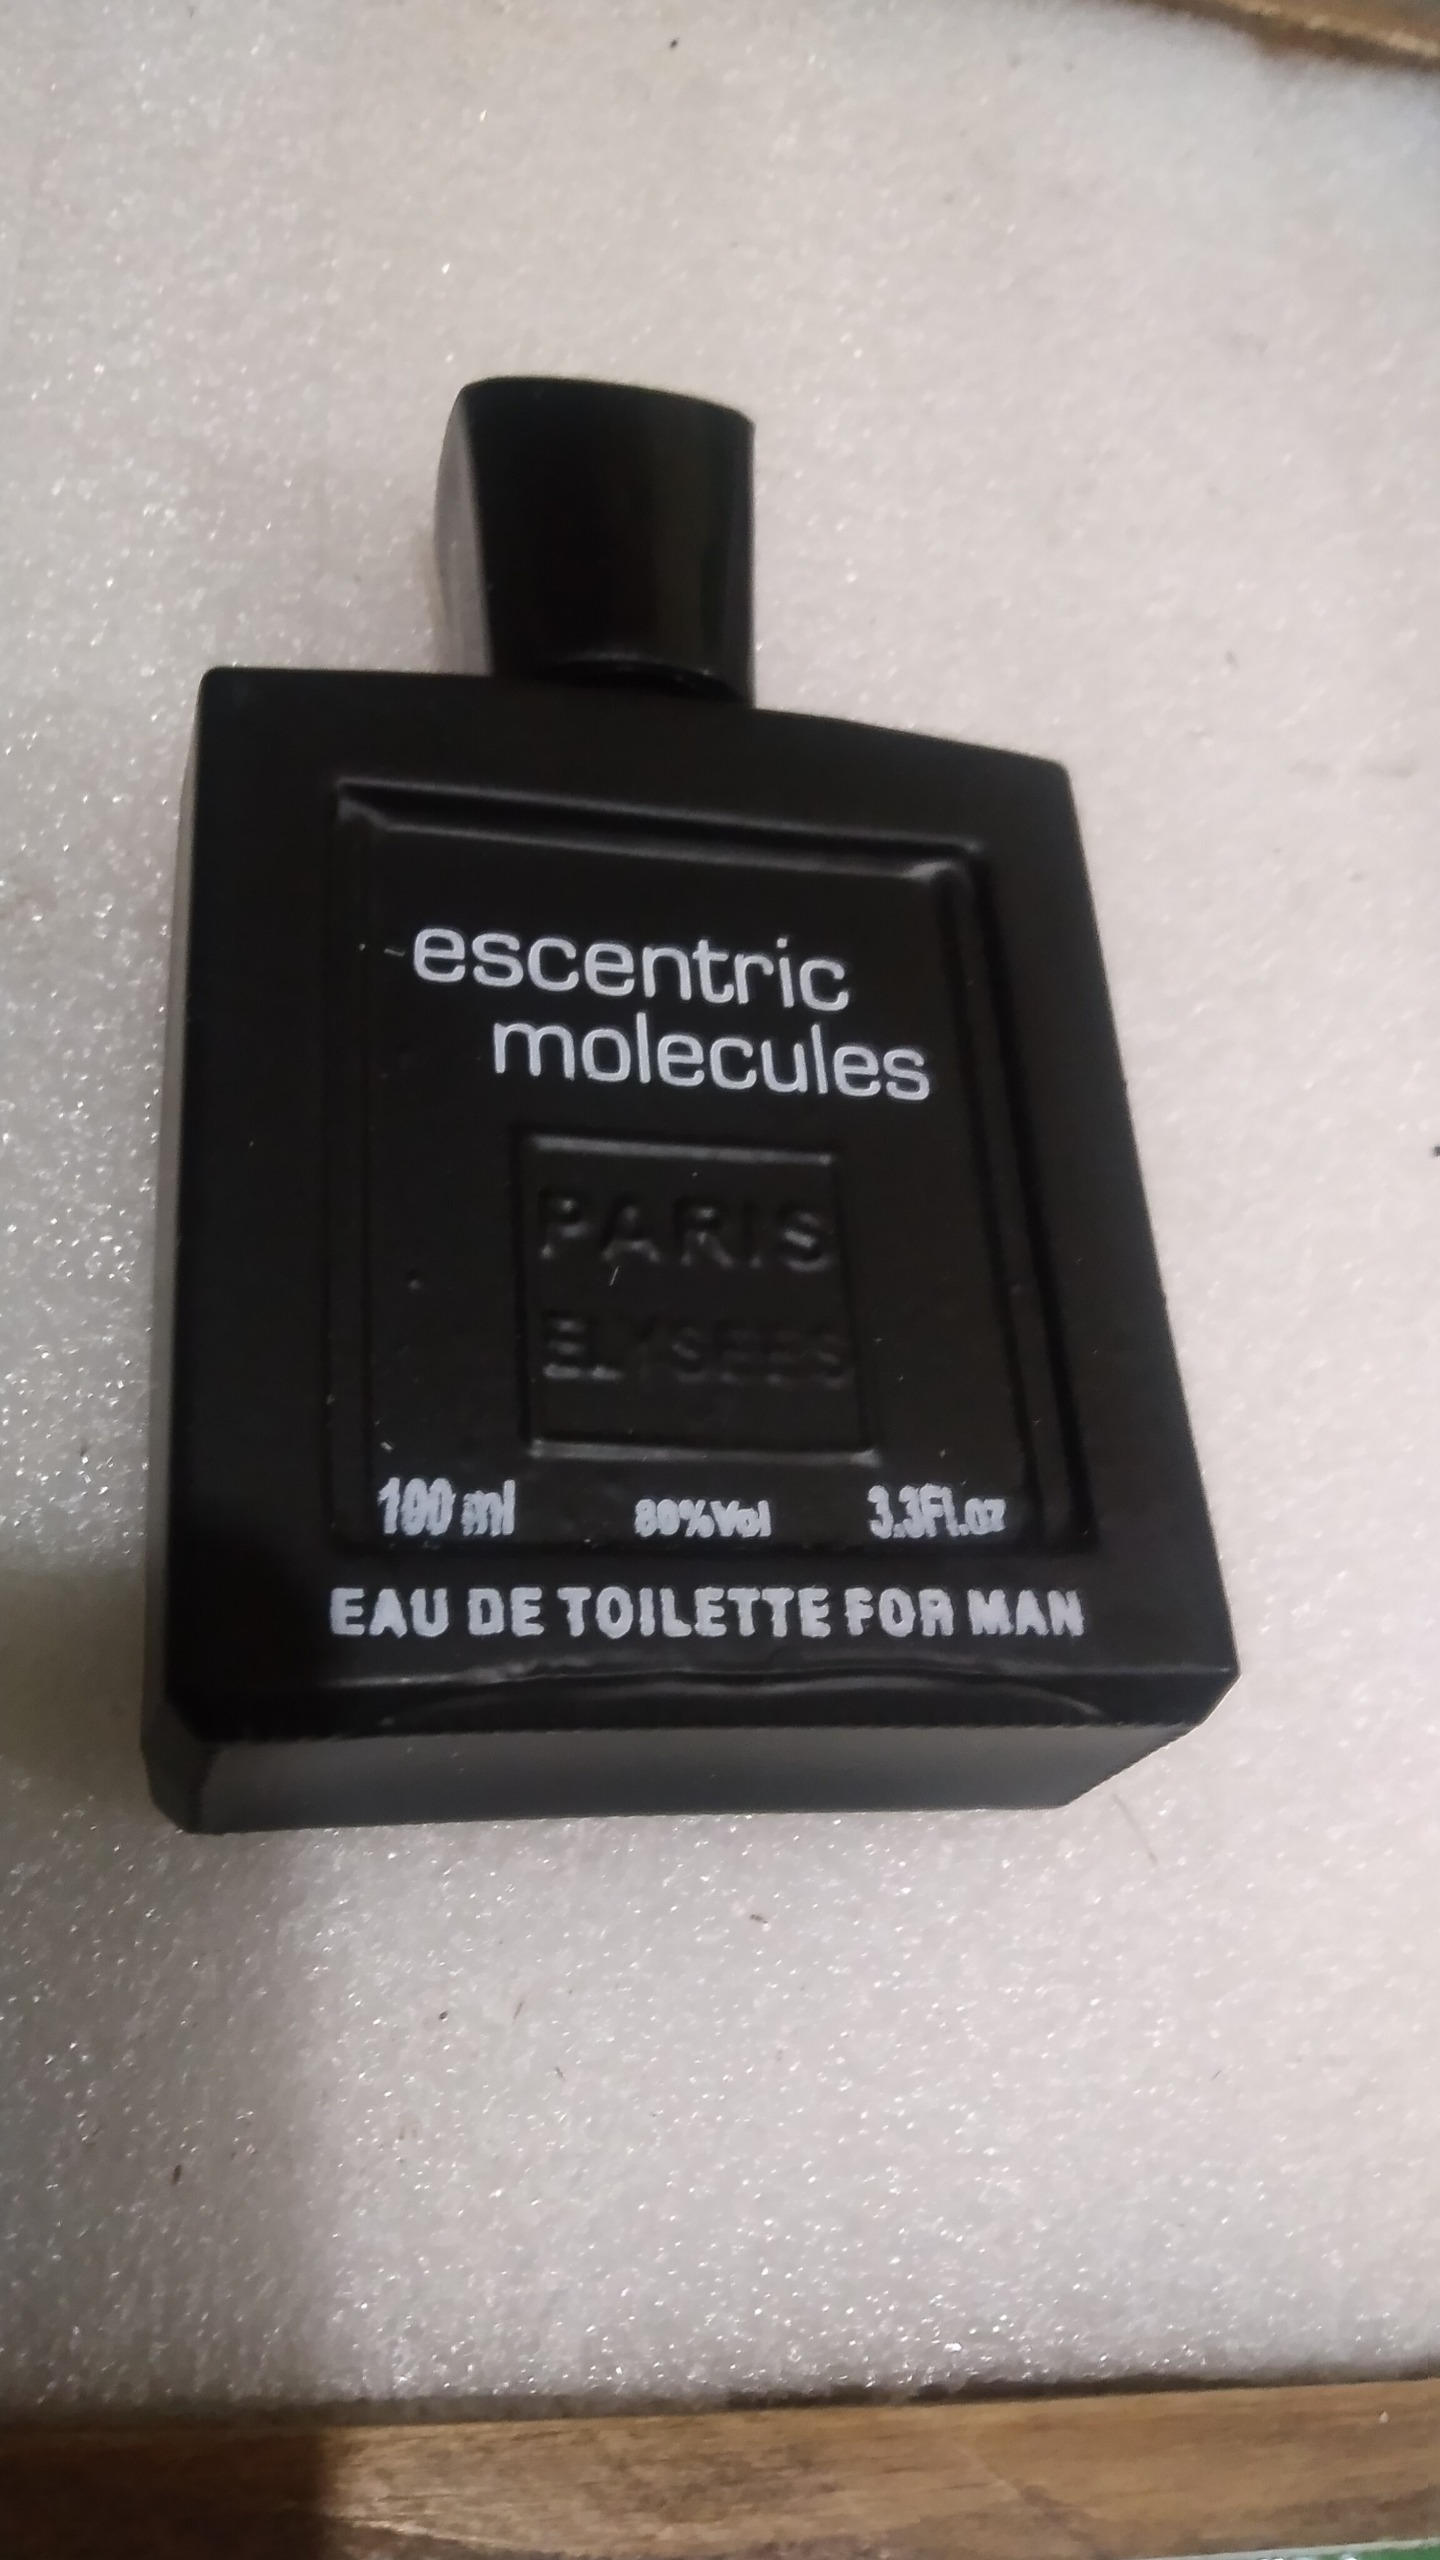 escentric
molecules
PARIS
ELYSEES
100 ml 80%Vol 3.3Fl.oz
EAU DE TOILETTE FOR MAN